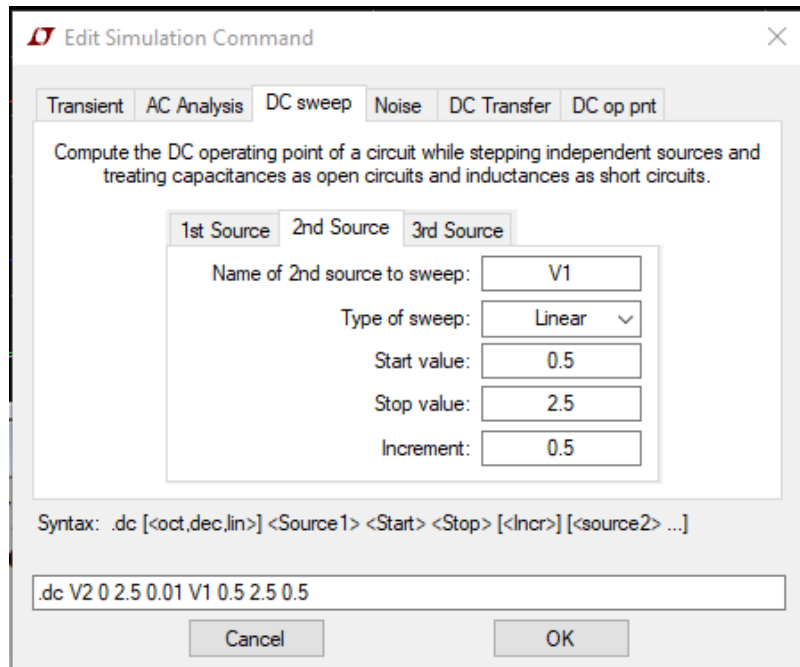 Edit Simulation Command
Transient AC Analysis DC sweep Noise DC Transfer DC op pnt
Compute the DC operating point of a circuit while stepping independent sources and
treating capacitances as open circuits and inductances as short circuits.
1st Source 2nd Source 3rd Source
Name of 2nd source to sweep: V1
Type of sweep: Linear
Start value: 0.5
Stop value: 2.5
Increment: 0.5
Syntax: .dc [<oct,dec,lin>] <Source1> <Start> <Stop> [<Incr>] [<source2> ...]
.dc V2 0 2.5 0.01 V1 0.5 2.5 0.5
Cancel OK